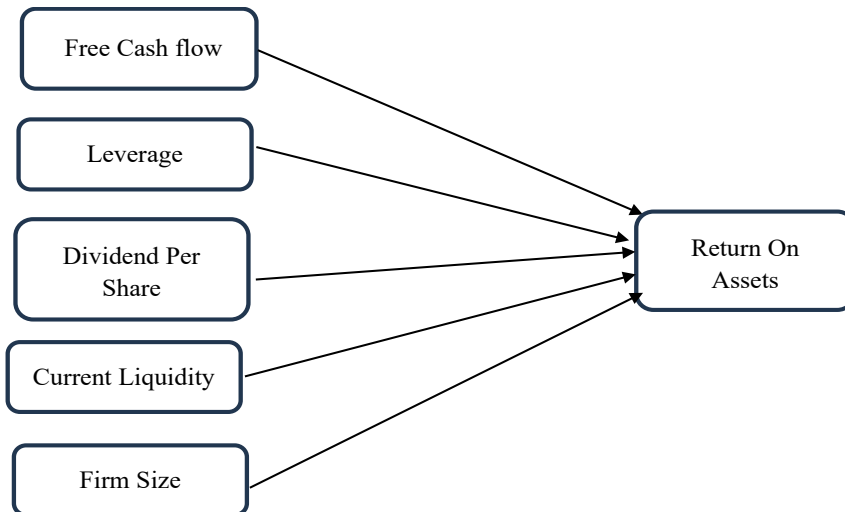 Free Cash flow
Leverage
Dividend Per
Share
Current Liquidity
Firm Size
Return On
Assets